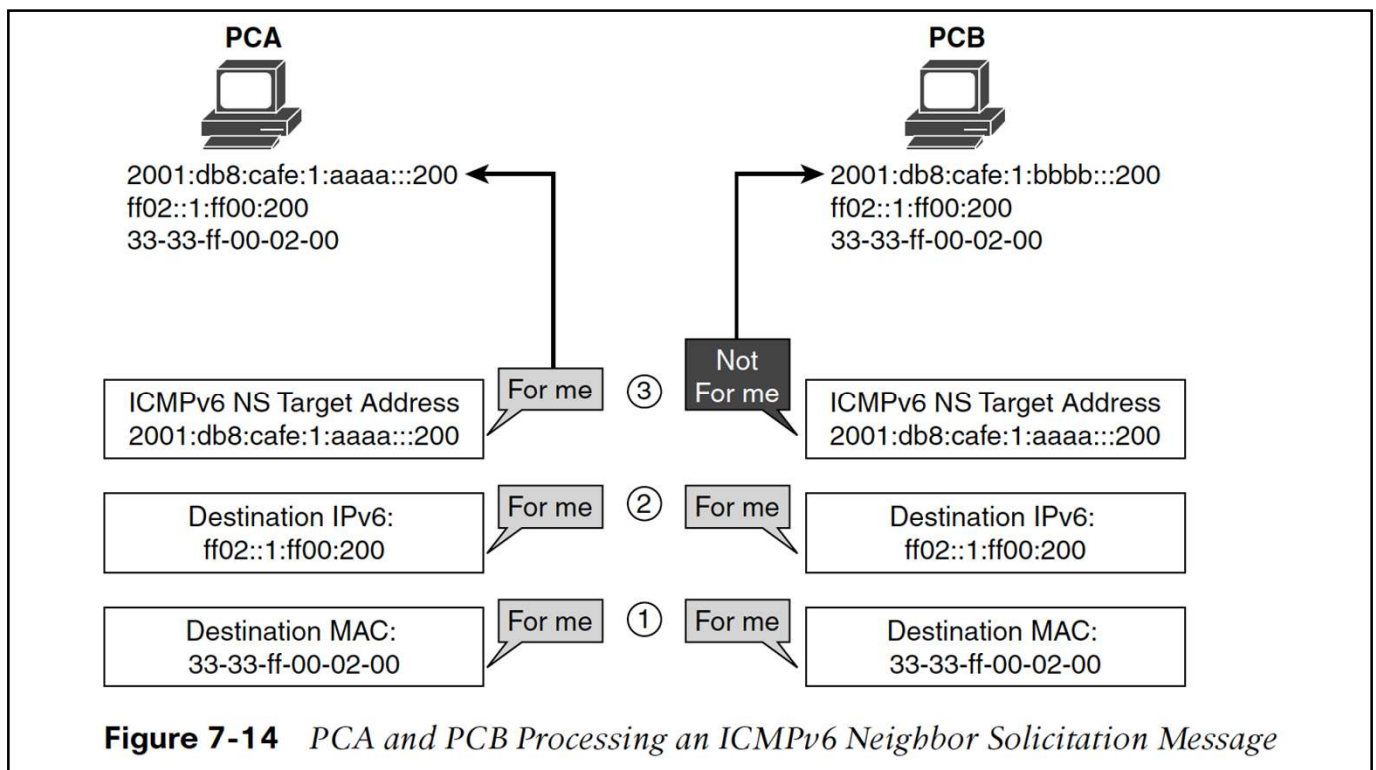 PCA
2001:db8:cafe:1:aaaa:::200
ff02::1:ff00:200
33-33-ff-00-02-00
PCB
2001:db8:cafe:1:bbbb:::200
ff02::1:ff00:200
33-33-ff-00-02-00
ICMPv6 NS Target Address
2001:db8:cafe:1:aaaa:::200
For me
3
Not
For me
ICMPv6 NS Target Address
2001:db8:cafe:1:aaaa:::200
Destination IPv6:
ff02::1:ff00:200
For me
2
For me
Destination IPv6:
ff02::1:ff00:200
Destination MAC:
33-33-ff-00-02-00
For me
1
For me
Destination MAC:
33-33-ff-00-02-00
Figure 7-14 PCA and PCB Processing an ICMPv6 Neighbor Solicitation Message